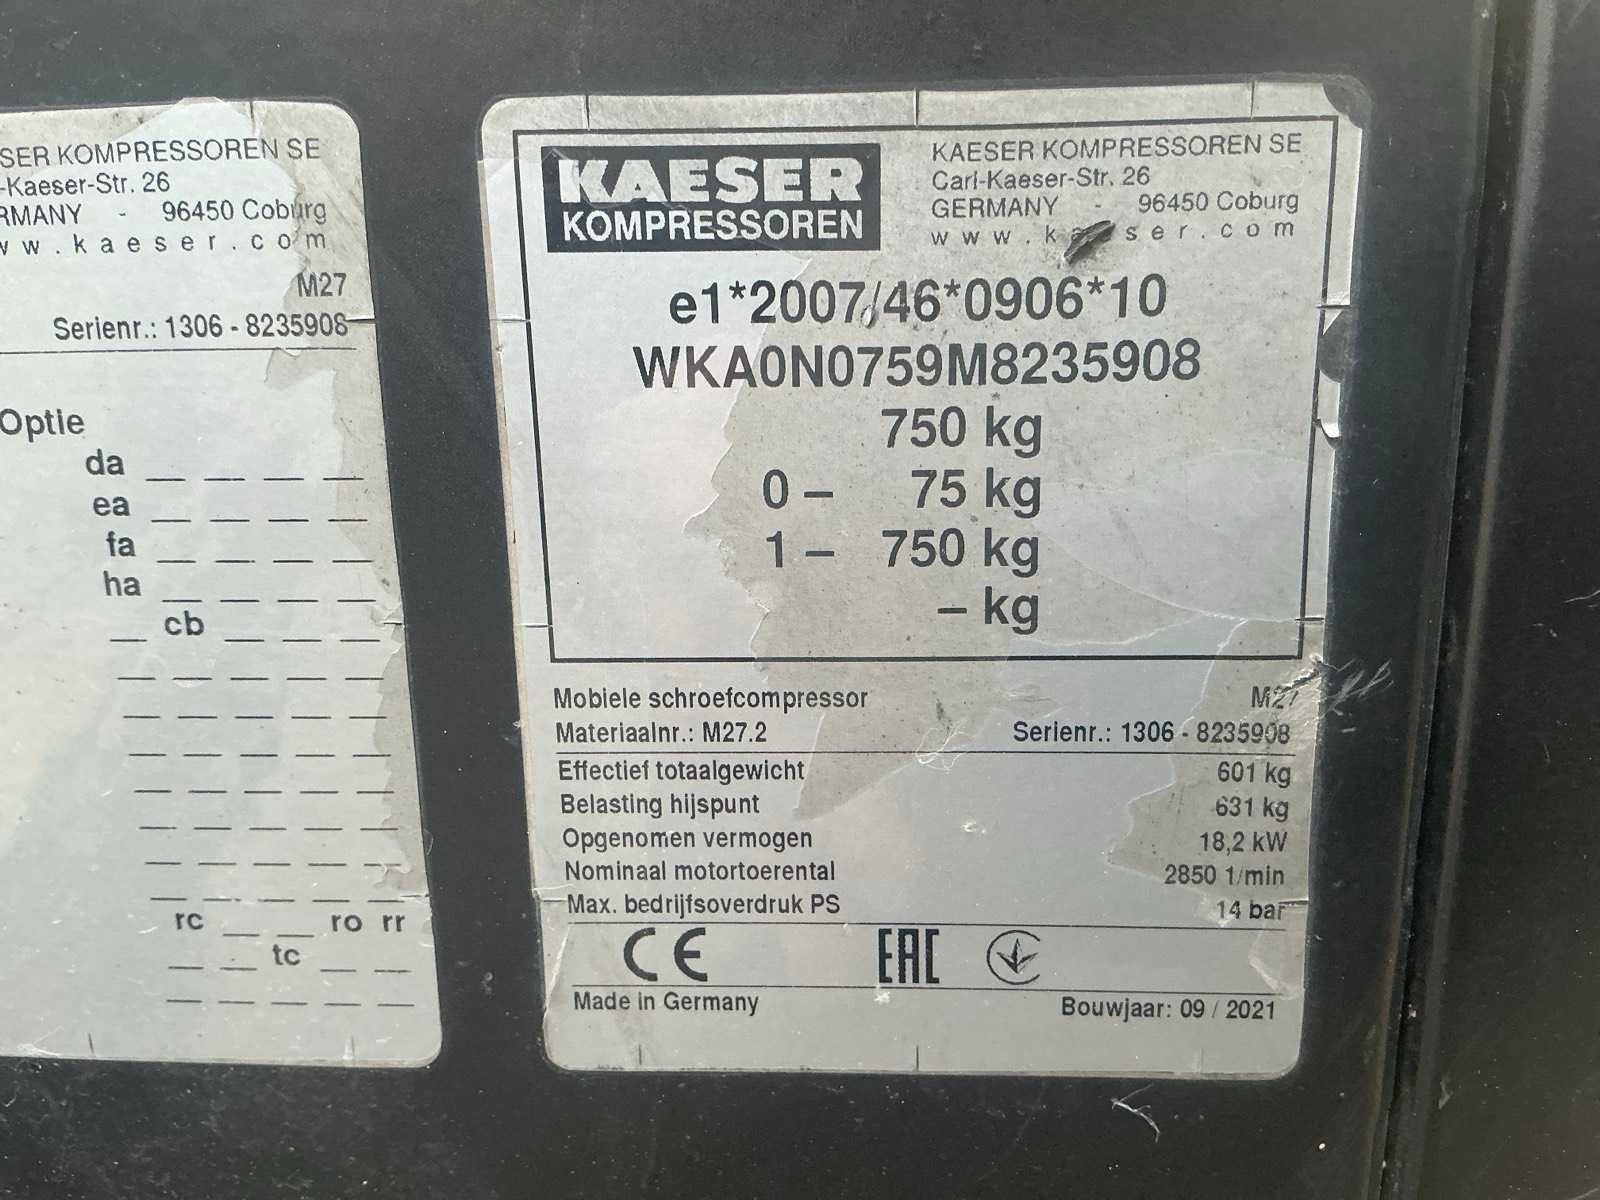 SER KOMPRESSOREN SE
-Kaeser-Str. 26
RMANY - 96450 Coburg
w w . k a e s e r . c o m
M27
Serienr.: 1306 - 8235908
Optie
da _ _ _ _
ea _ _ _ _
fa _ _ _ _
ha _ _ _ _
_ cb _ _ _
rc _ _ ro rr
_ _ tc _ _
KAESER
KOMPRESSOREN
KAESER KOMPRESSOREN SE
Carl-Kaeser-Str. 26
GERMANY - 96450 Coburg
w w w . k a e s e r . c o m
e1*2007/46*0906*10
WKA0N0759M8235908
750 kg
0 – 75 kg
1 – 750 kg
– kg
Mobiele schroefcompressor M27
Materiaalnr.: M27.2 Serienr.: 1306 - 8235908
Effectief totaalgewicht 601 kg
Belasting hijspunt 631 kg
Opgenomen vermogen 18,2 kW
Nominaal motortoerental 2850 1/min
Max. bedrijfsoverdruk PS 14 bar
CE EAC
Made in Germany Bouwjaar: 09 / 2021